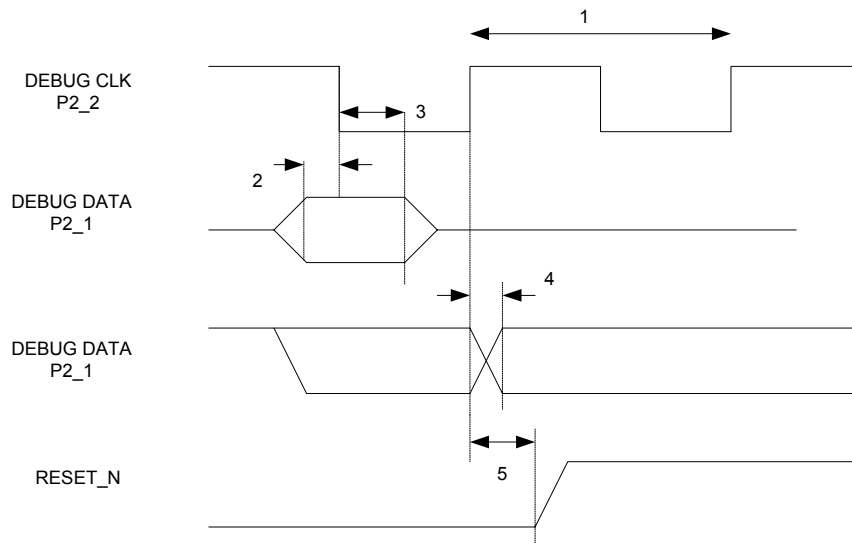 1
DEBUG CLK
P2_2
3
2
DEBUG DATA
P2_1
4
DEBUG DATA
P2_1
5
RESET_N